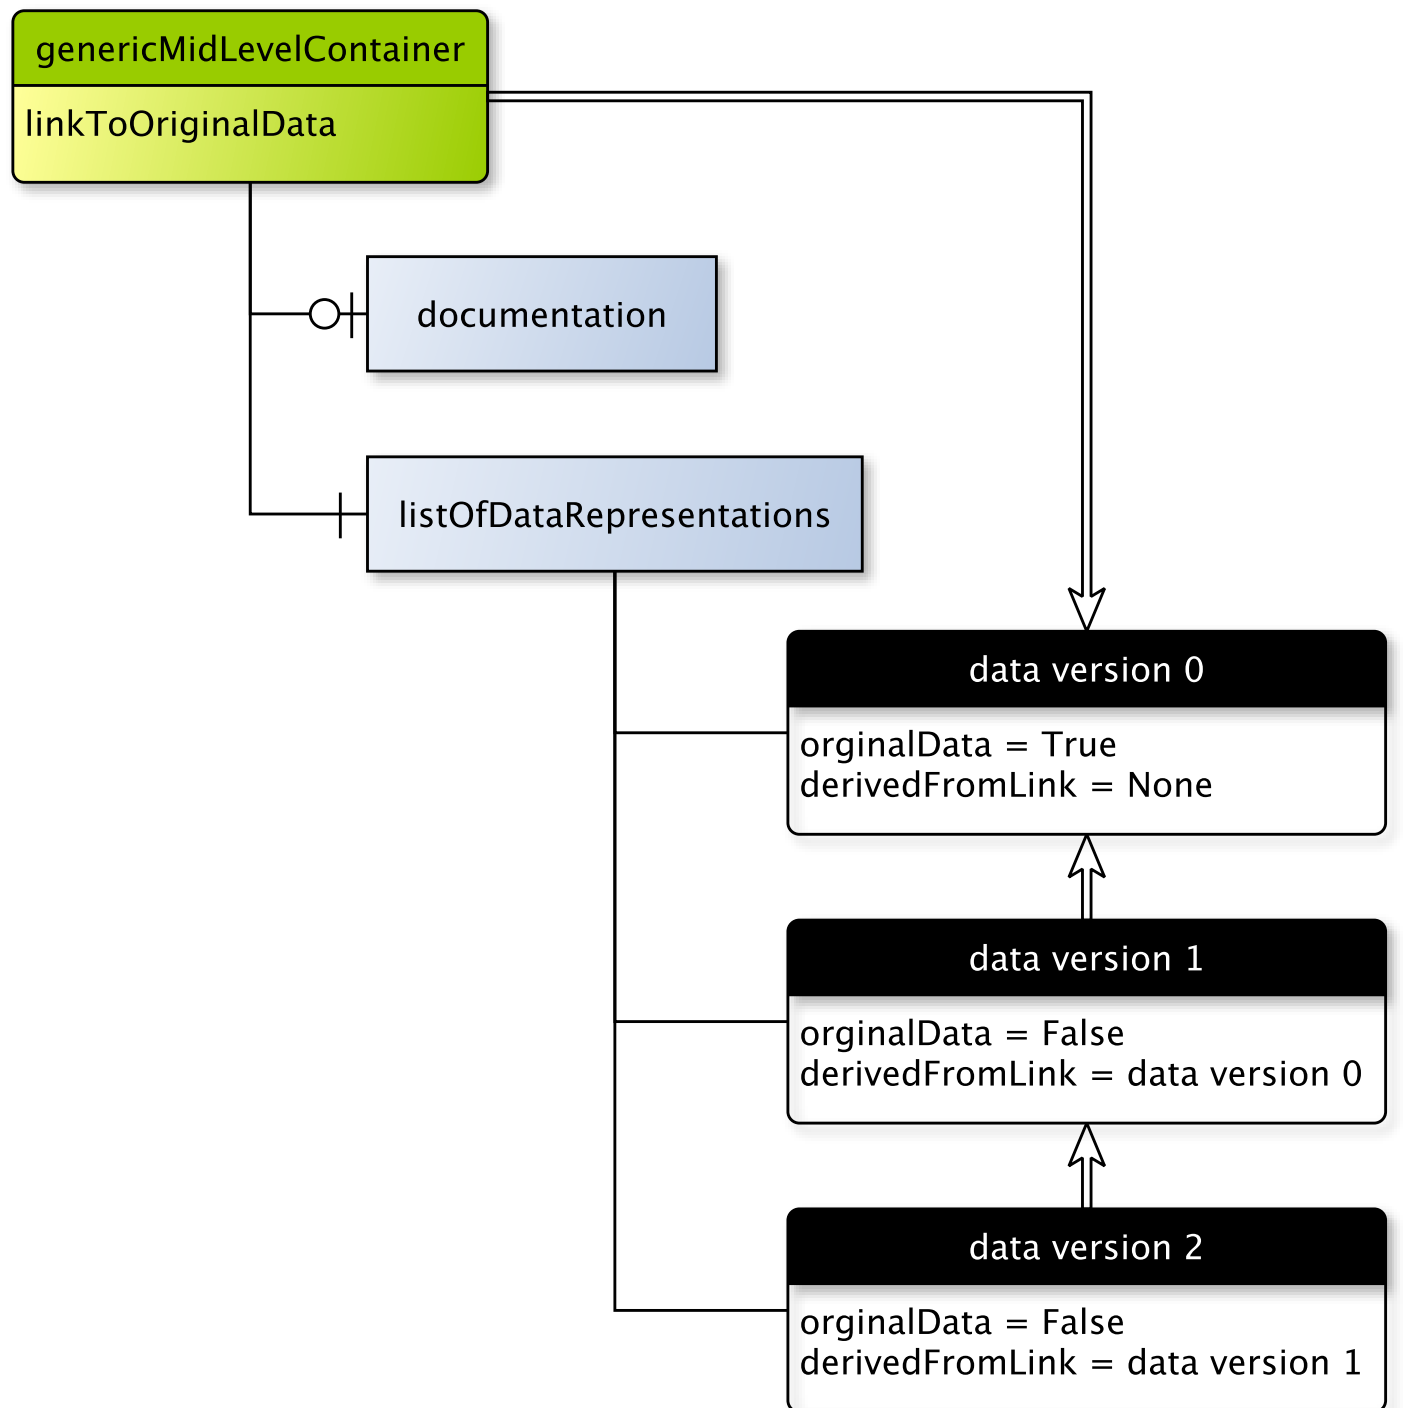 genericMidLevelContainer
linkToOriginalData
documentation
listOfDataRepresentations
data version 0
orginalData = True
derivedFromLink = None
data version 1
orginalData = False
derivedFromLink = data version 0
data version 2
orginalData = False
derivedFromLink = data version 1